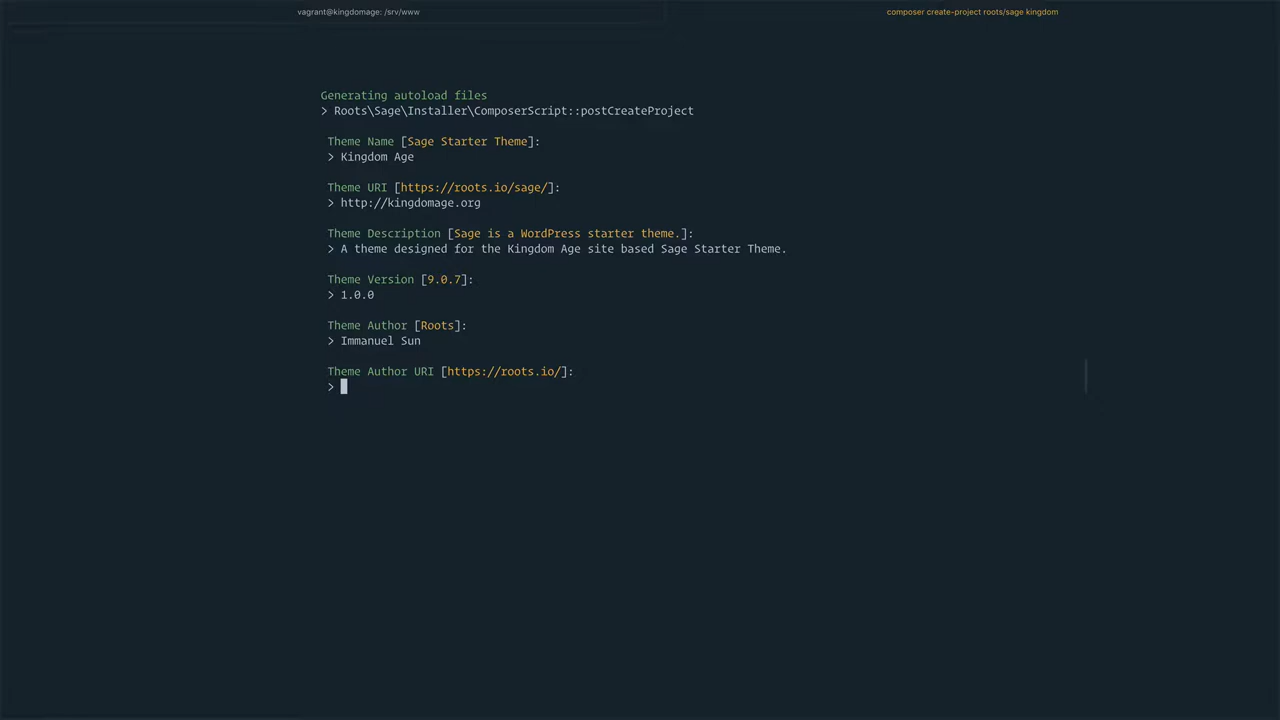 vagrant@kingdomage: /srv/www
composer create-project roots/sage kingdom
Generating autoload files
> Roots\Sage\Installer\ComposerScript::postCreateProject
Theme Name [Sage Starter Theme]:
> Kingdom Age
Theme URI [https://roots.io/sage/]:
> http://kingdomage.org
Theme Description [Sage is a WordPress starter theme.]:
> A theme designed for the Kingdom Age site based Sage Starter Theme.
Theme Version [9.0.7]:
> 1.0.0
Theme Author [Roots]:
> Immanuel Sun
Theme Author URI [https://roots.io/]:
>